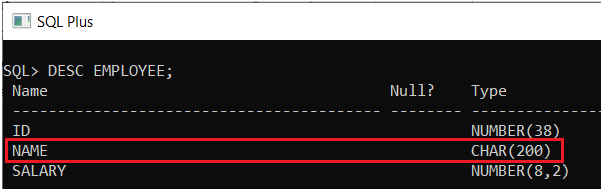 SQL Plus
SQL> DESC EMPLOYEE;
Name Null? Type
----------------------------------------- -------- ----------------
ID NUMBER(38)
NAME CHAR(200)
SALARY NUMBER(8,2)